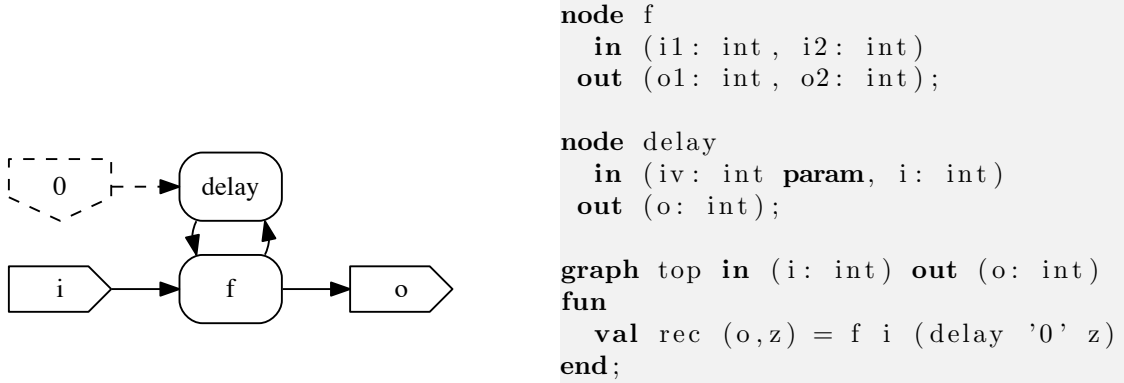 0
delay
i
f
o
node f
  in (i1: int, i2: int)
 out (o1: int, o2: int);

node delay
  in (iv: int param, i: int)
 out (o: int);

graph top in (i: int) out (o: int)
fun
  val rec (o,z) = f i (delay '0' z)
end;